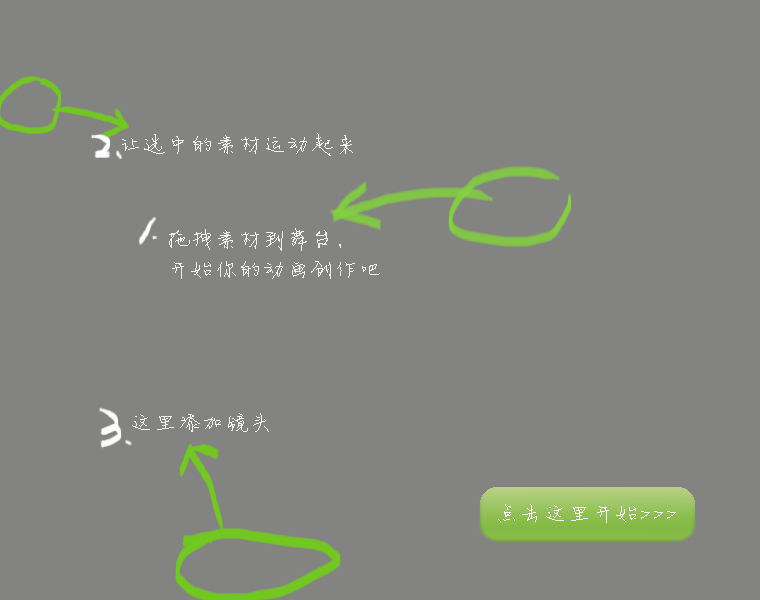 2、让选中的素材运动起来
1. 拖拽素材到舞台,
开始你的动画创作吧
3、这里添加镜头
点击这里开始>>>